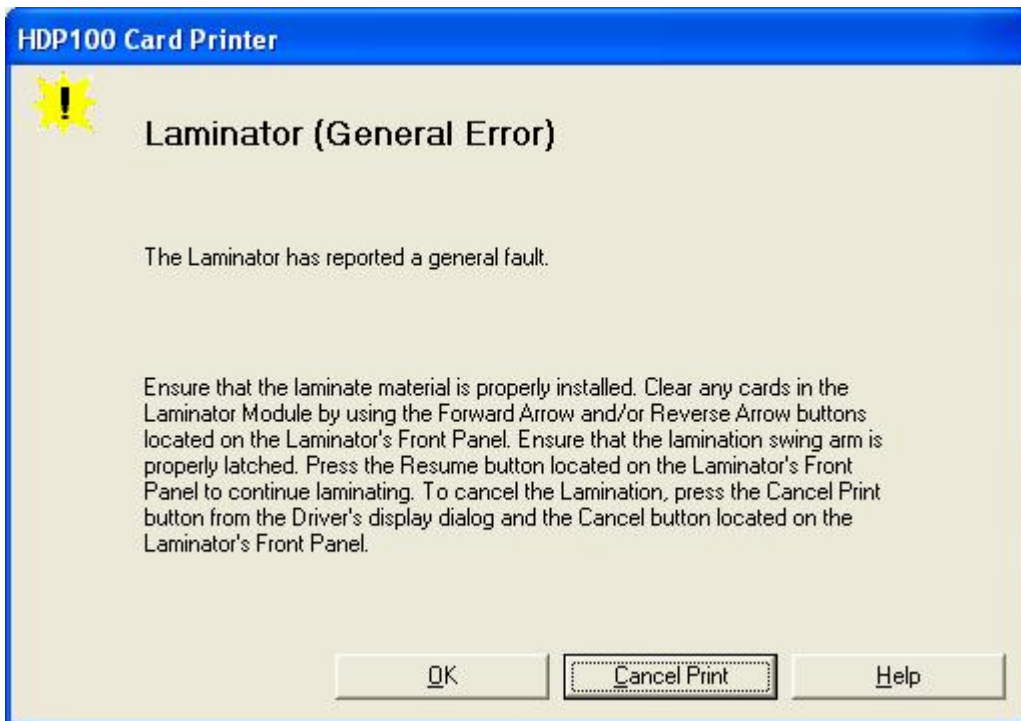 HDP100 Card Printer
!
Laminator (General Error)
The Laminator has reported a general fault.
Ensure that the laminate material is properly installed. Clear any cards in the
Laminator Module by using the Forward Arrow and/or Reverse Arrow buttons
located on the Laminator's Front Panel. Ensure that the lamination swing arm is
properly latched. Press the Resume button located on the Laminator's Front
Panel to continue laminating. To cancel the Lamination, press the Cancel Print
button from the Driver's display dialog and the Cancel button located on the
Laminator's Front Panel.
OK Cancel Print Help